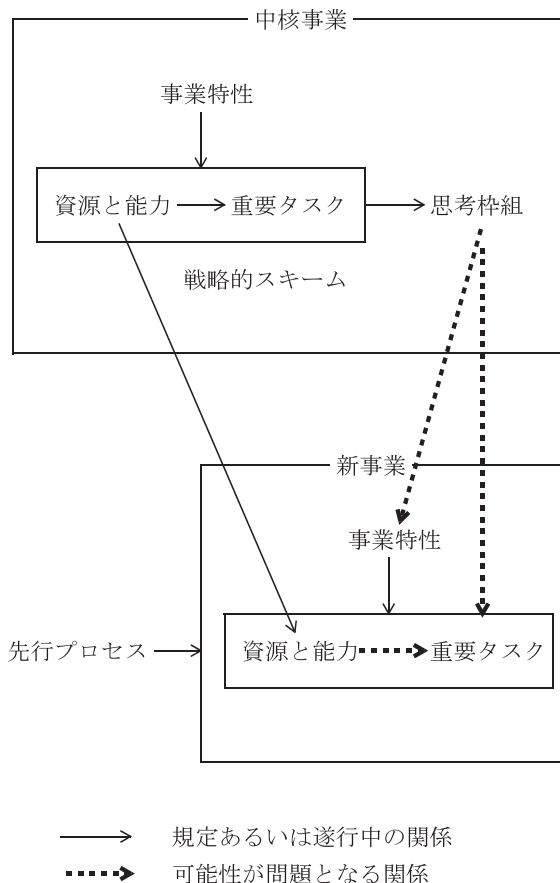 中核事業
事業特性
資源と能力 重要タスク 思考枠組
戦略的スキーム
新事業
事業特性
先行プロセス 資源と能力 重要タスク
規定あるいは遂行中の関係
可能性が問題となる関係